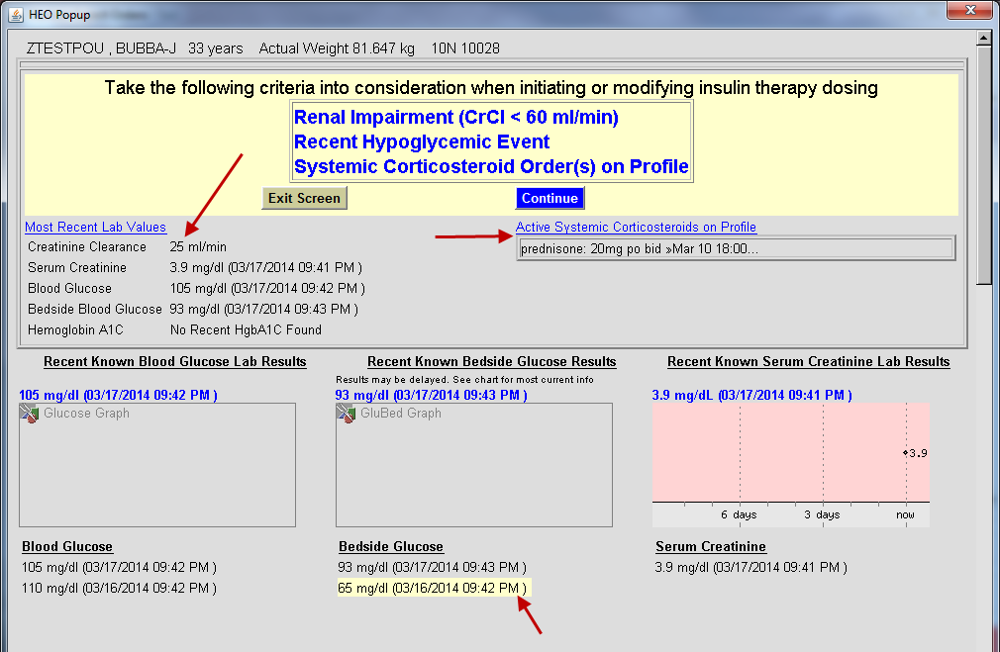 HEO Popup
ZTESTPOU , BUBBA-J 33 years Actual Weight 81.647 kg 10N 10028
Take the following criteria into consideration when initiating or modifying insulin therapy dosing
Renal Impairment (CrCl < 60 ml/min)
Recent Hypoglycemic Event
Systemic Corticosteroid Order(s) on Profile
Exit Screen Continue
Most Recent Lab Values
Creatinine Clearance 25 ml/min
Serum Creatinine 3.9 mg/dl (03/17/2014 09:41 PM )
Blood Glucose 105 mg/dl (03/17/2014 09:42 PM )
Bedside Blood Glucose 93 mg/dl (03/17/2014 09:43 PM )
Hemoglobin A1C No Recent HgbA1C Found
Active Systemic Corticosteroids on Profile
prednisone: 20mg po bid »Mar 10 18:00...
Recent Known Blood Glucose Lab Results
105 mg/dl (03/17/2014 09:42 PM )
Glucose Graph
Blood Glucose
105 mg/dl (03/17/2014 09:42 PM )
110 mg/dl (03/16/2014 09:42 PM )
Recent Known Bedside Glucose Results
Results may be delayed. See chart for most current info
93 mg/dl (03/17/2014 09:43 PM )
GluBed Graph
Bedside Glucose
93 mg/dl (03/17/2014 09:43 PM )
65 mg/dl (03/16/2014 09:42 PM )
Recent Known Serum Creatinine Lab Results
3.9 mg/dL (03/17/2014 09:41 PM )
3.9
6 days 3 days now
Serum Creatinine
3.9 mg/dl (03/17/2014 09:41 PM )